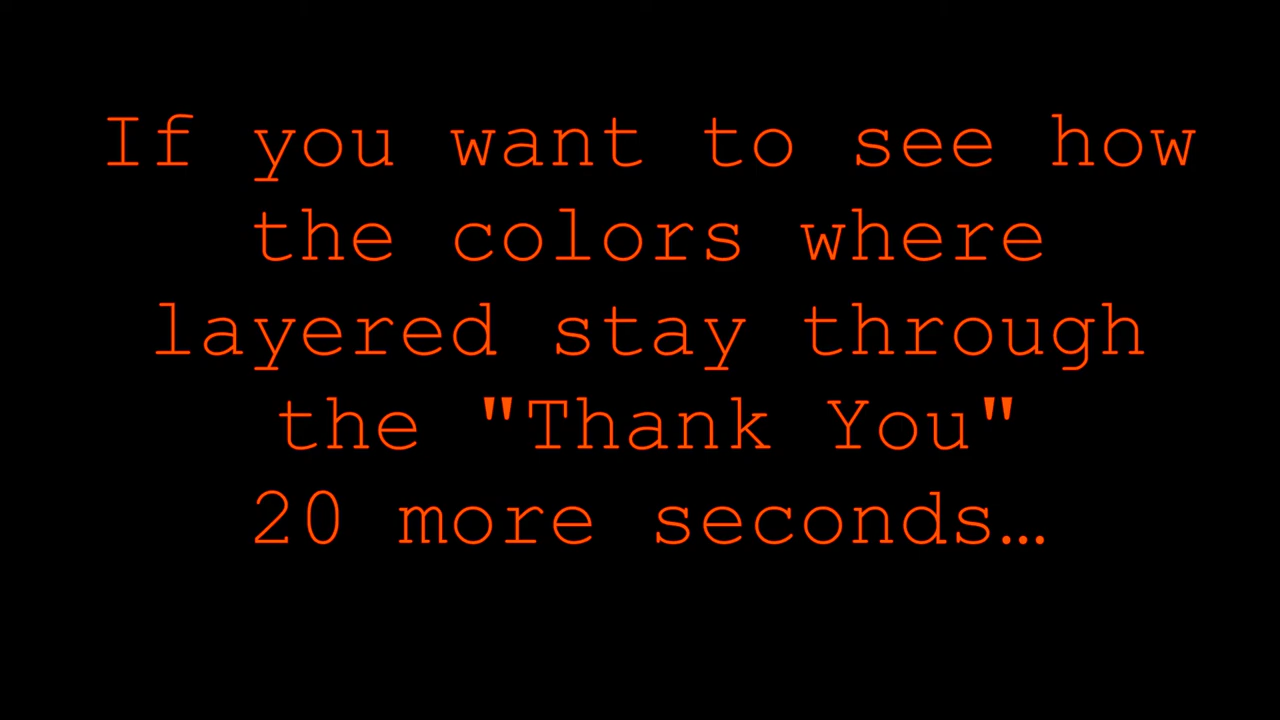 If you want to see how
the colors where
layered stay through
the "Thank You"
20 more seconds…